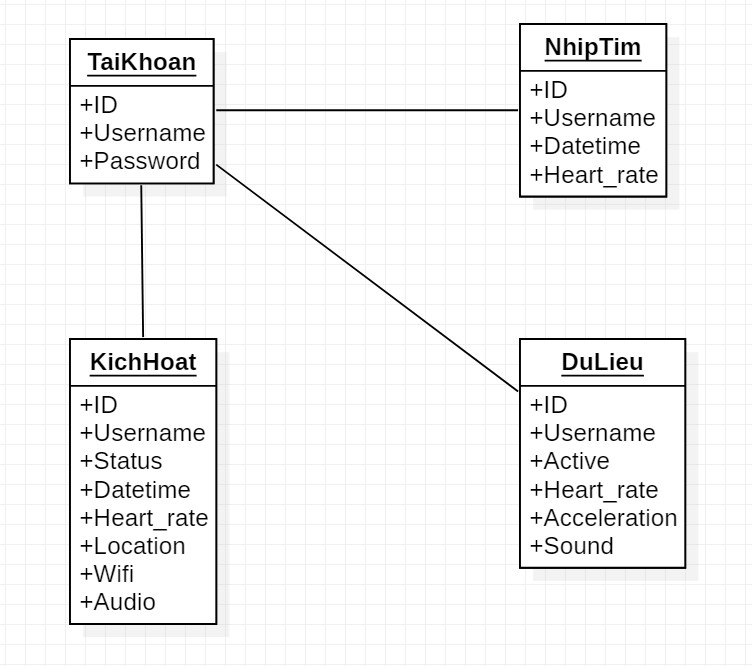 TaiKhoan
+ID
+Username
+Password
NhipTim
+ID
+Username
+Datetime
+Heart_rate
KichHoat
+ID
+Username
+Status
+Datetime
+Heart_rate
+Location
+Wifi
+Audio
DuLieu
+ID
+Username
+Active
+Heart_rate
+Acceleration
+Sound